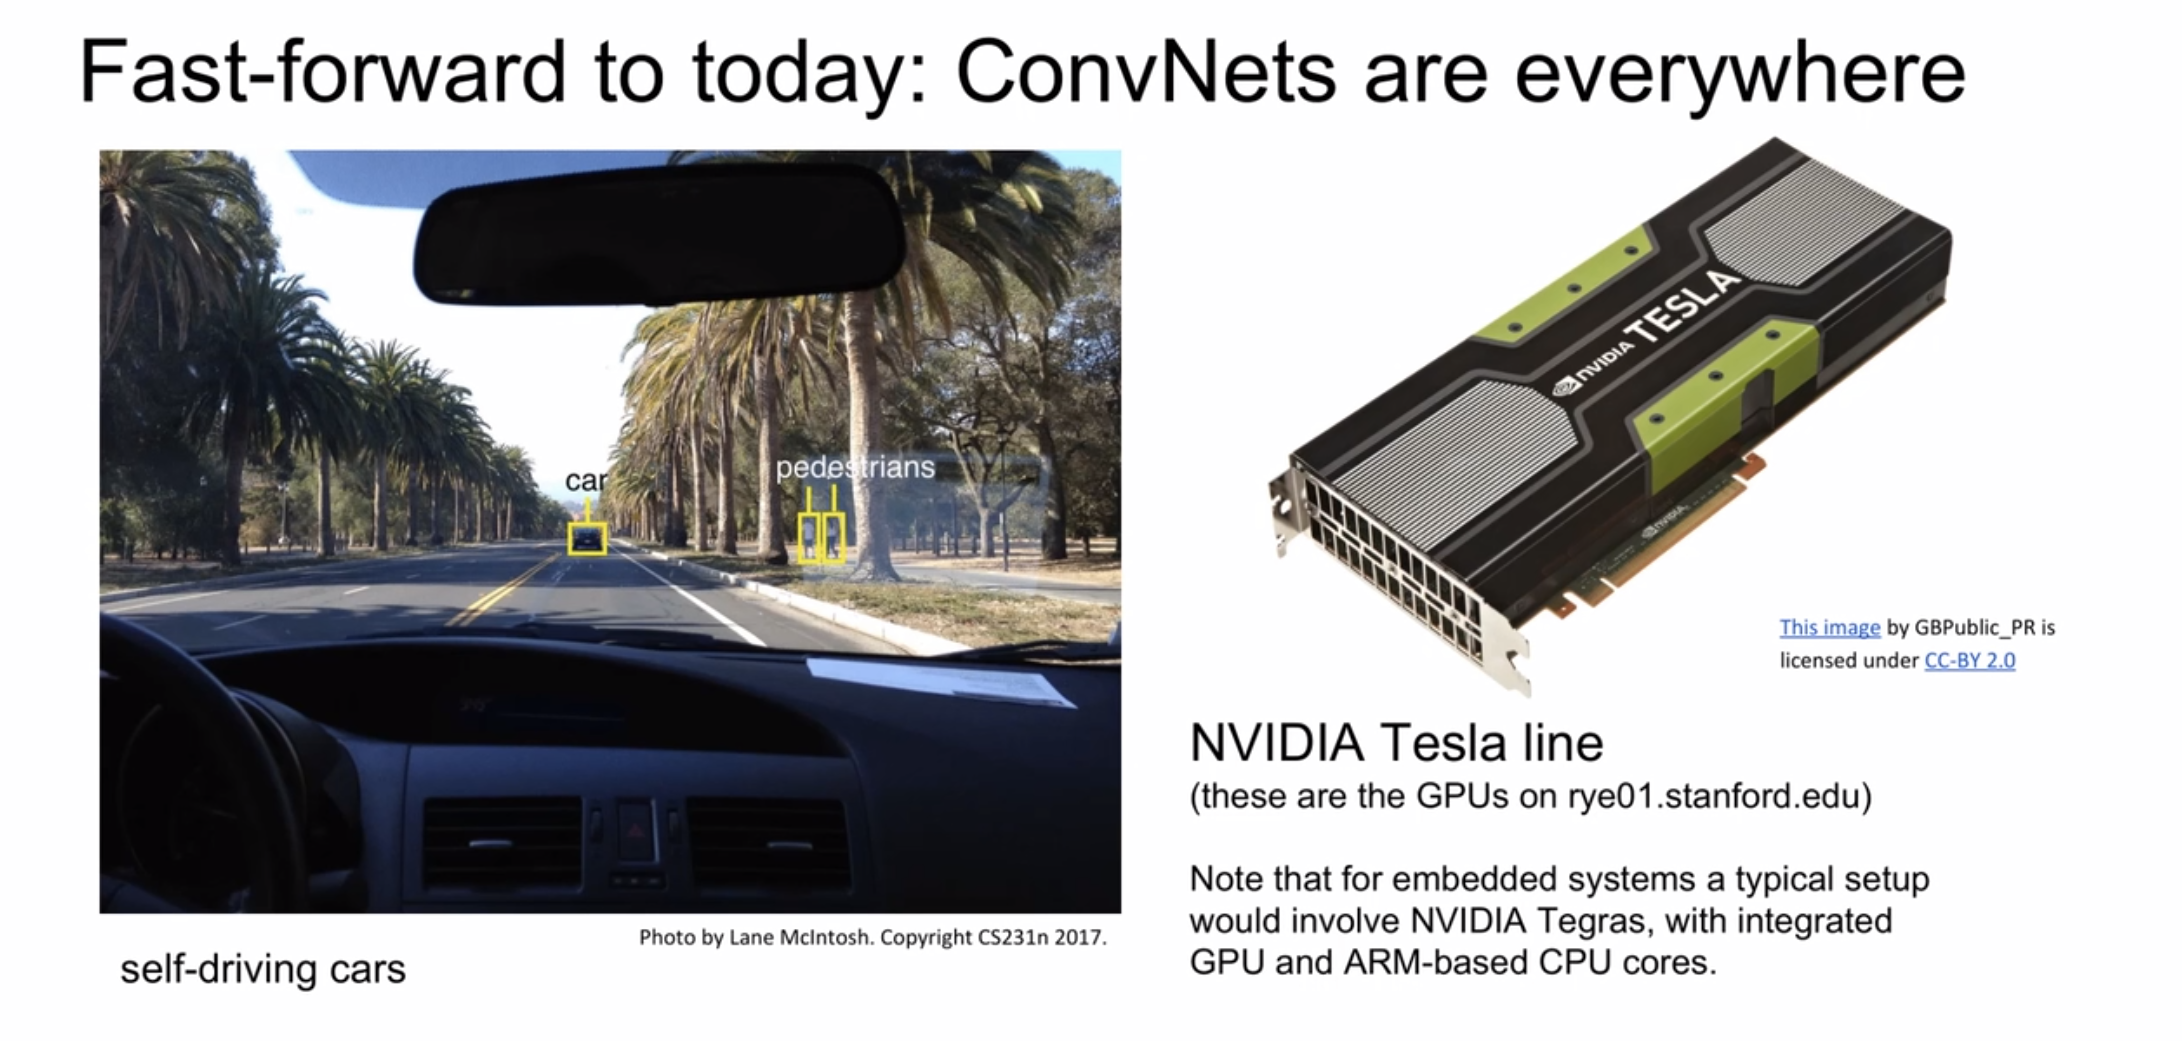 Fast-forward to today: ConvNets are everywhere
car
pedestrians
NVIDIA TESLA
NVIDIA
This image by GBPublic_PR is
licensed under CC-BY 2.0
Photo by Lane McIntosh. Copyright CS231n 2017.
self-driving cars
NVIDIA Tesla line
(these are the GPUs on rye01.stanford.edu)
Note that for embedded systems a typical setup
would involve NVIDIA Tegras, with integrated
GPU and ARM-based CPU cores.